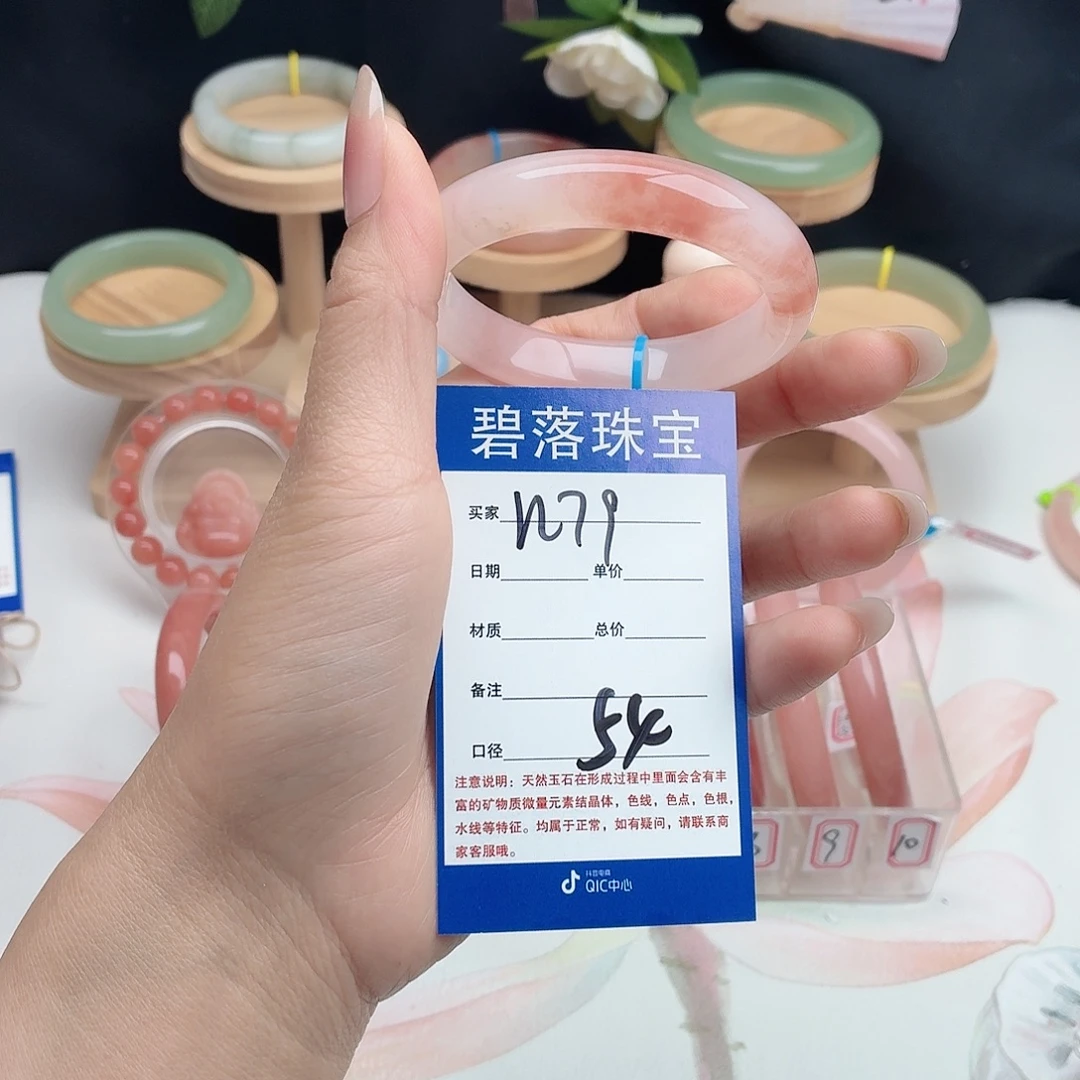 碧落珠宝
买家 n79
日期 单价
材质 总价
备注
口径 54
注意说明：天然玉石在形成过程中里面会含有丰
富的矿物质微量元素结晶体，色线，色点，色根，
水线等特征。均属于正常，如有疑问，请联系商
家客服哦。
抖音电商
QIC中心
9 10